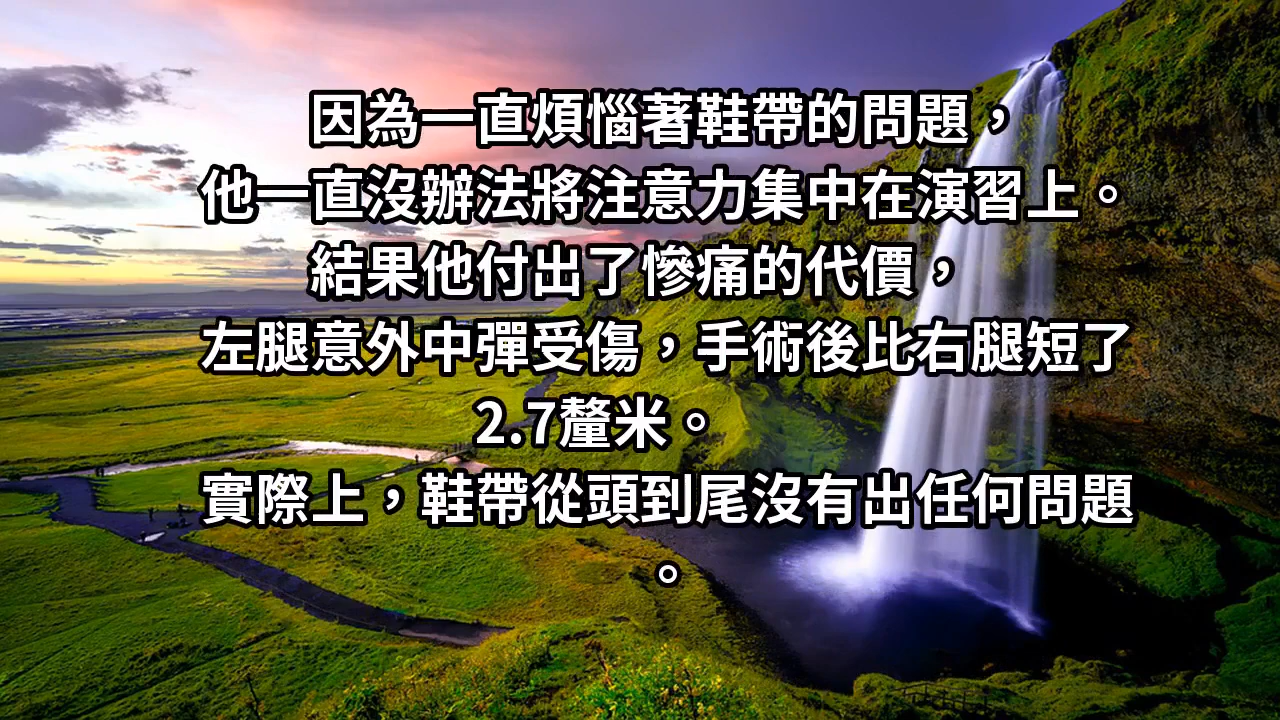 因為一直煩惱著鞋帶的問題，
他一直沒辦法將注意力集中在演習上。
結果他付出了慘痛的代價，
左腿意外中彈受傷，手術後比右腿短了
2.7釐米。
實際上，鞋帶從頭到尾沒有出任何問題
。